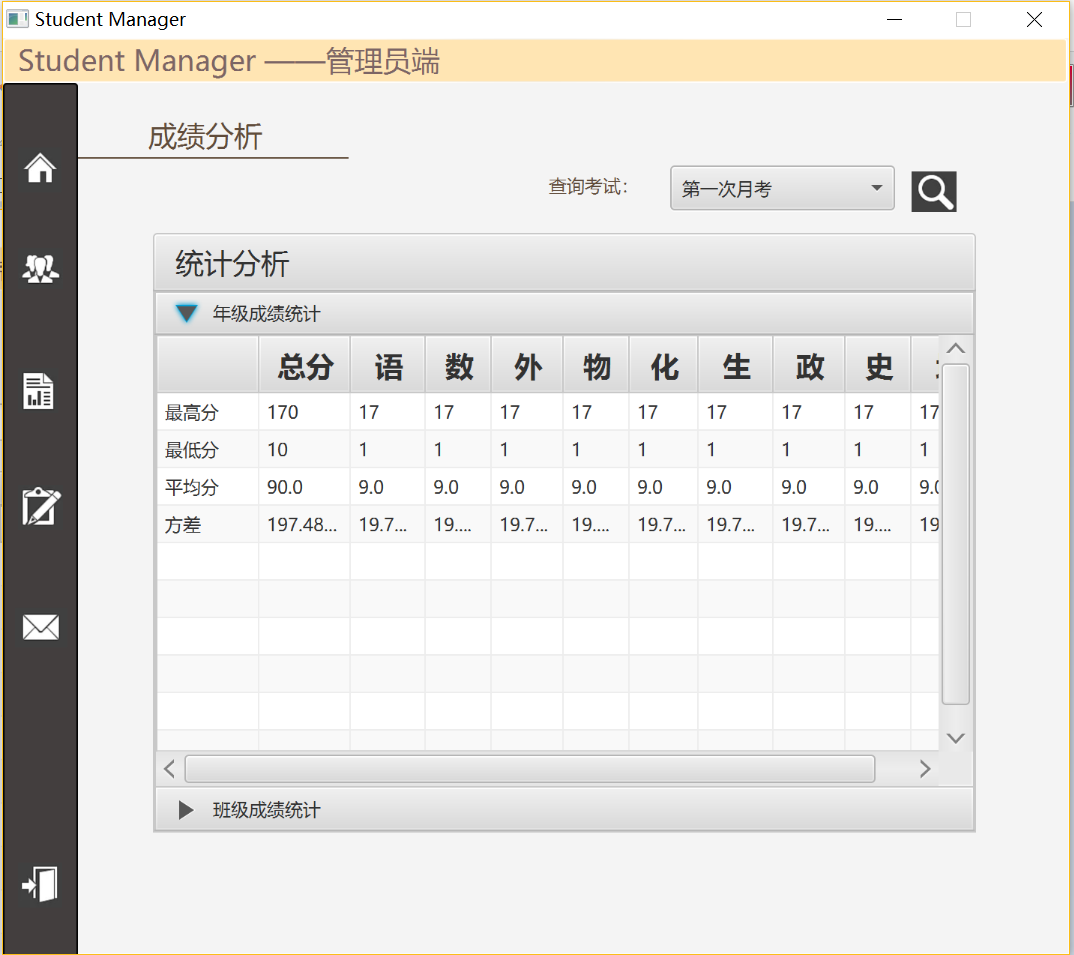 Student Manager
Student Manager ——管理员端
成绩分析
查询考试：
第一次月考
统计分析
年级成绩统计
总分 语 数 外 物 化 生 政 史
最高分 170 17 17 17 17 17 17 17 17 17
最低分 10 1 1 1 1 1 1 1 1 1
平均分 90.0 9.0 9.0 9.0 9.0 9.0 9.0 9.0 9.0 9.0
方差 197.48... 19.7... 19.... 19.7... 19.... 19.7... 19.7... 19.7... 19.... 19
班级成绩统计